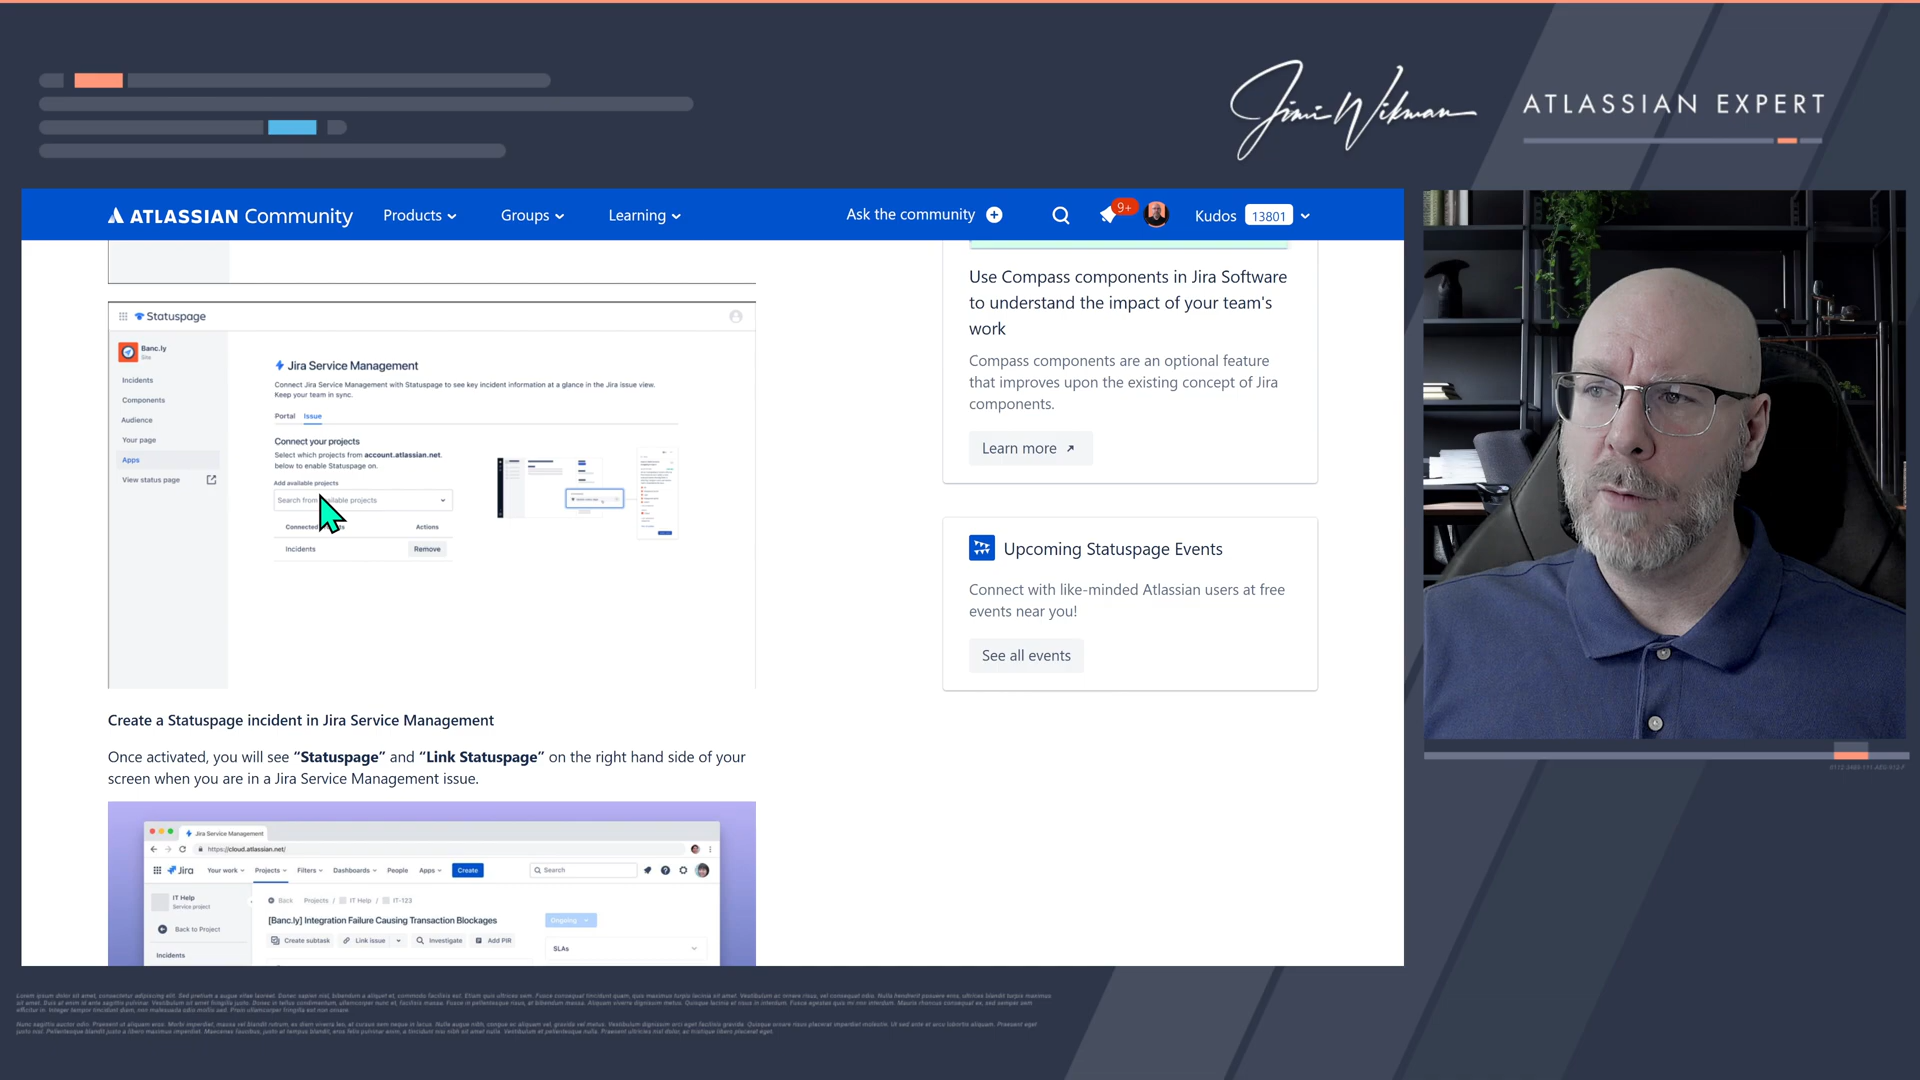 Jimi Wikman
ATLASSIAN EXPERT
ATLASSIAN Community
Products
Groups
Learning
Ask the community
9+
Kudos
13801
Statuspage
Banc.ly
Site
Incidents
Components
Audience
Your page
Apps
View status page
Jira Service Management
Connect Jira Service Management with Statuspage to see key incident information at a glance in the Jira issue view.
Keep your team in sync.
Portal
Issue
Connect your projects
Select which projects from account.atlassian.net.
below to enable Statuspage on.
Add available projects
Search from available projects
Connected
Actions
Incidents
Remove
Create a Statuspage incident in Jira Service Management
Once activated, you will see “Statuspage” and “Link Statuspage” on the right hand side of your
screen when you are in a Jira Service Management issue.
Jira Service Management
https://cloud.atlassian.net/
Jira
Your work
Projects
Filters
Dashboards
People
Apps
Create
Search
IT Help
Service project
Back to Project
Incidents
Back
Projects / IT Help / IT-123
[Banc.ly] Integration Failure Causing Transaction Blockages
Create subtask
Link issue
Investigate
Add PIR
Ongoing
SLAs
Use Compass components in Jira Software
to understand the impact of your team's
work
Compass components are an optional feature
that improves upon the existing concept of Jira
components.
Learn more
Upcoming Statuspage Events
Connect with like-minded Atlassian users at free
events near you!
See all events